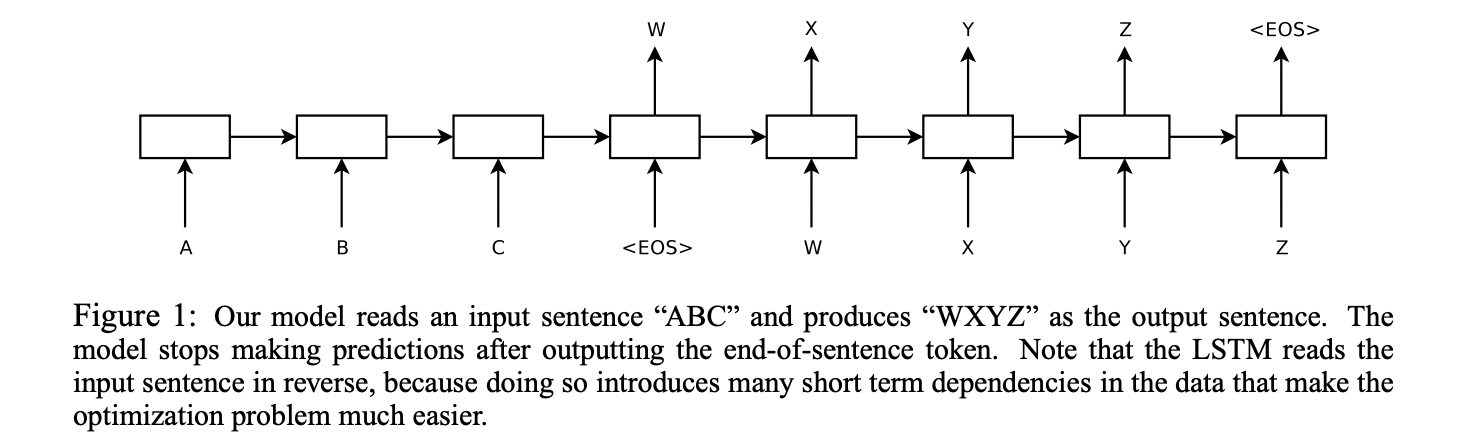 W X Y Z <EOS>
A B C <EOS> W X Y Z
Figure 1: Our model reads an input sentence “ABC” and produces “WXYZ” as the output sentence. The
model stops making predictions after outputting the end-of-sentence token. Note that the LSTM reads the
input sentence in reverse, because doing so introduces many short term dependencies in the data that make the
optimization problem much easier.